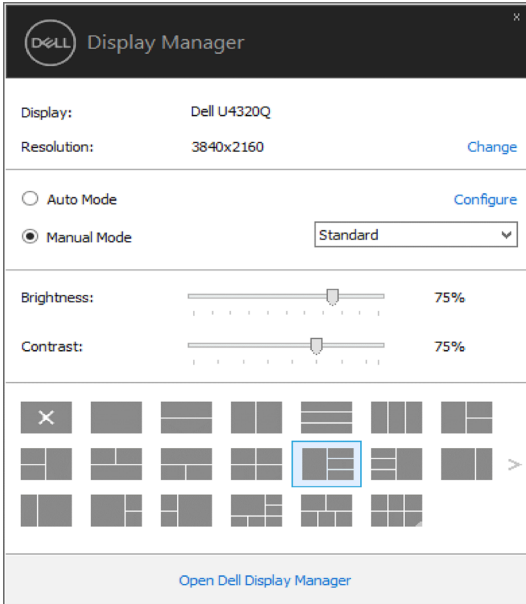 DELL Display Manager
Display: Dell U4320Q
Resolution: 3840x2160 Change
Auto Mode Configure
Manual Mode Standard
Brightness: 75%
Contrast: 75%
Open Dell Display Manager